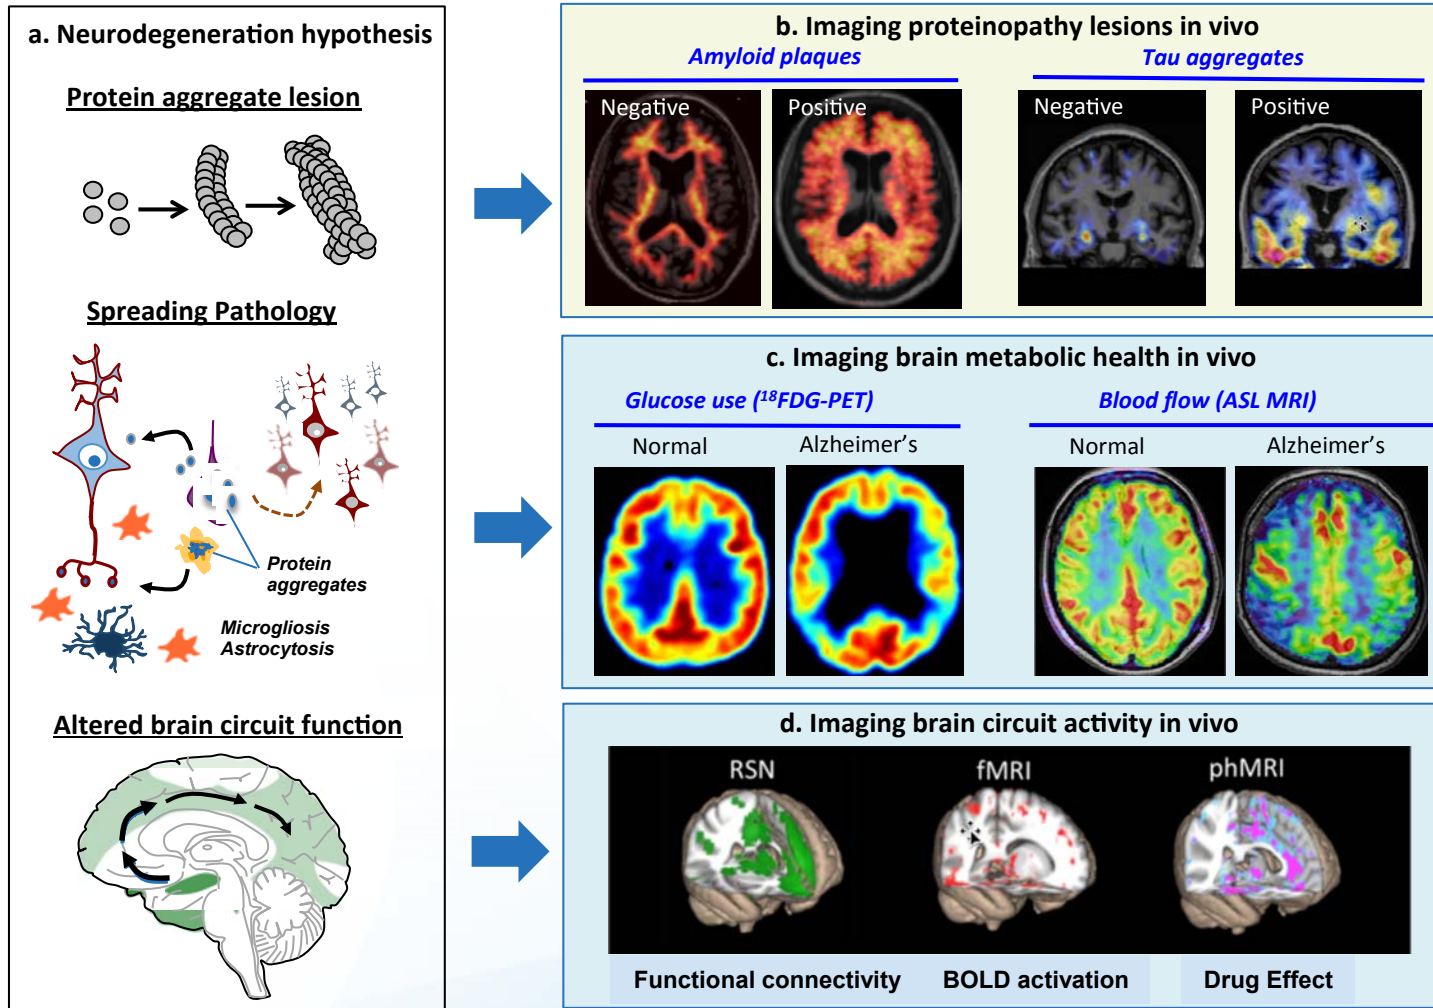 a. Neurodegeneration hypothesis
Protein aggregate lesion
Spreading Pathology
Protein
aggregates
Microgliosis
Astrocytosis
Altered brain circuit function
b. Imaging proteinopathy lesions in vivo
Amyloid plaques
Tau aggregates
Negative
Positive
Negative
Positive
c. Imaging brain metabolic health in vivo
Glucose use (¹⁸FDG-PET)
Blood flow (ASL MRI)
Normal
Alzheimer's
Normal
Alzheimer's
d. Imaging brain circuit activity in vivo
RSN
fMRI
phMRI
Functional connectivity
BOLD activation
Drug Effect